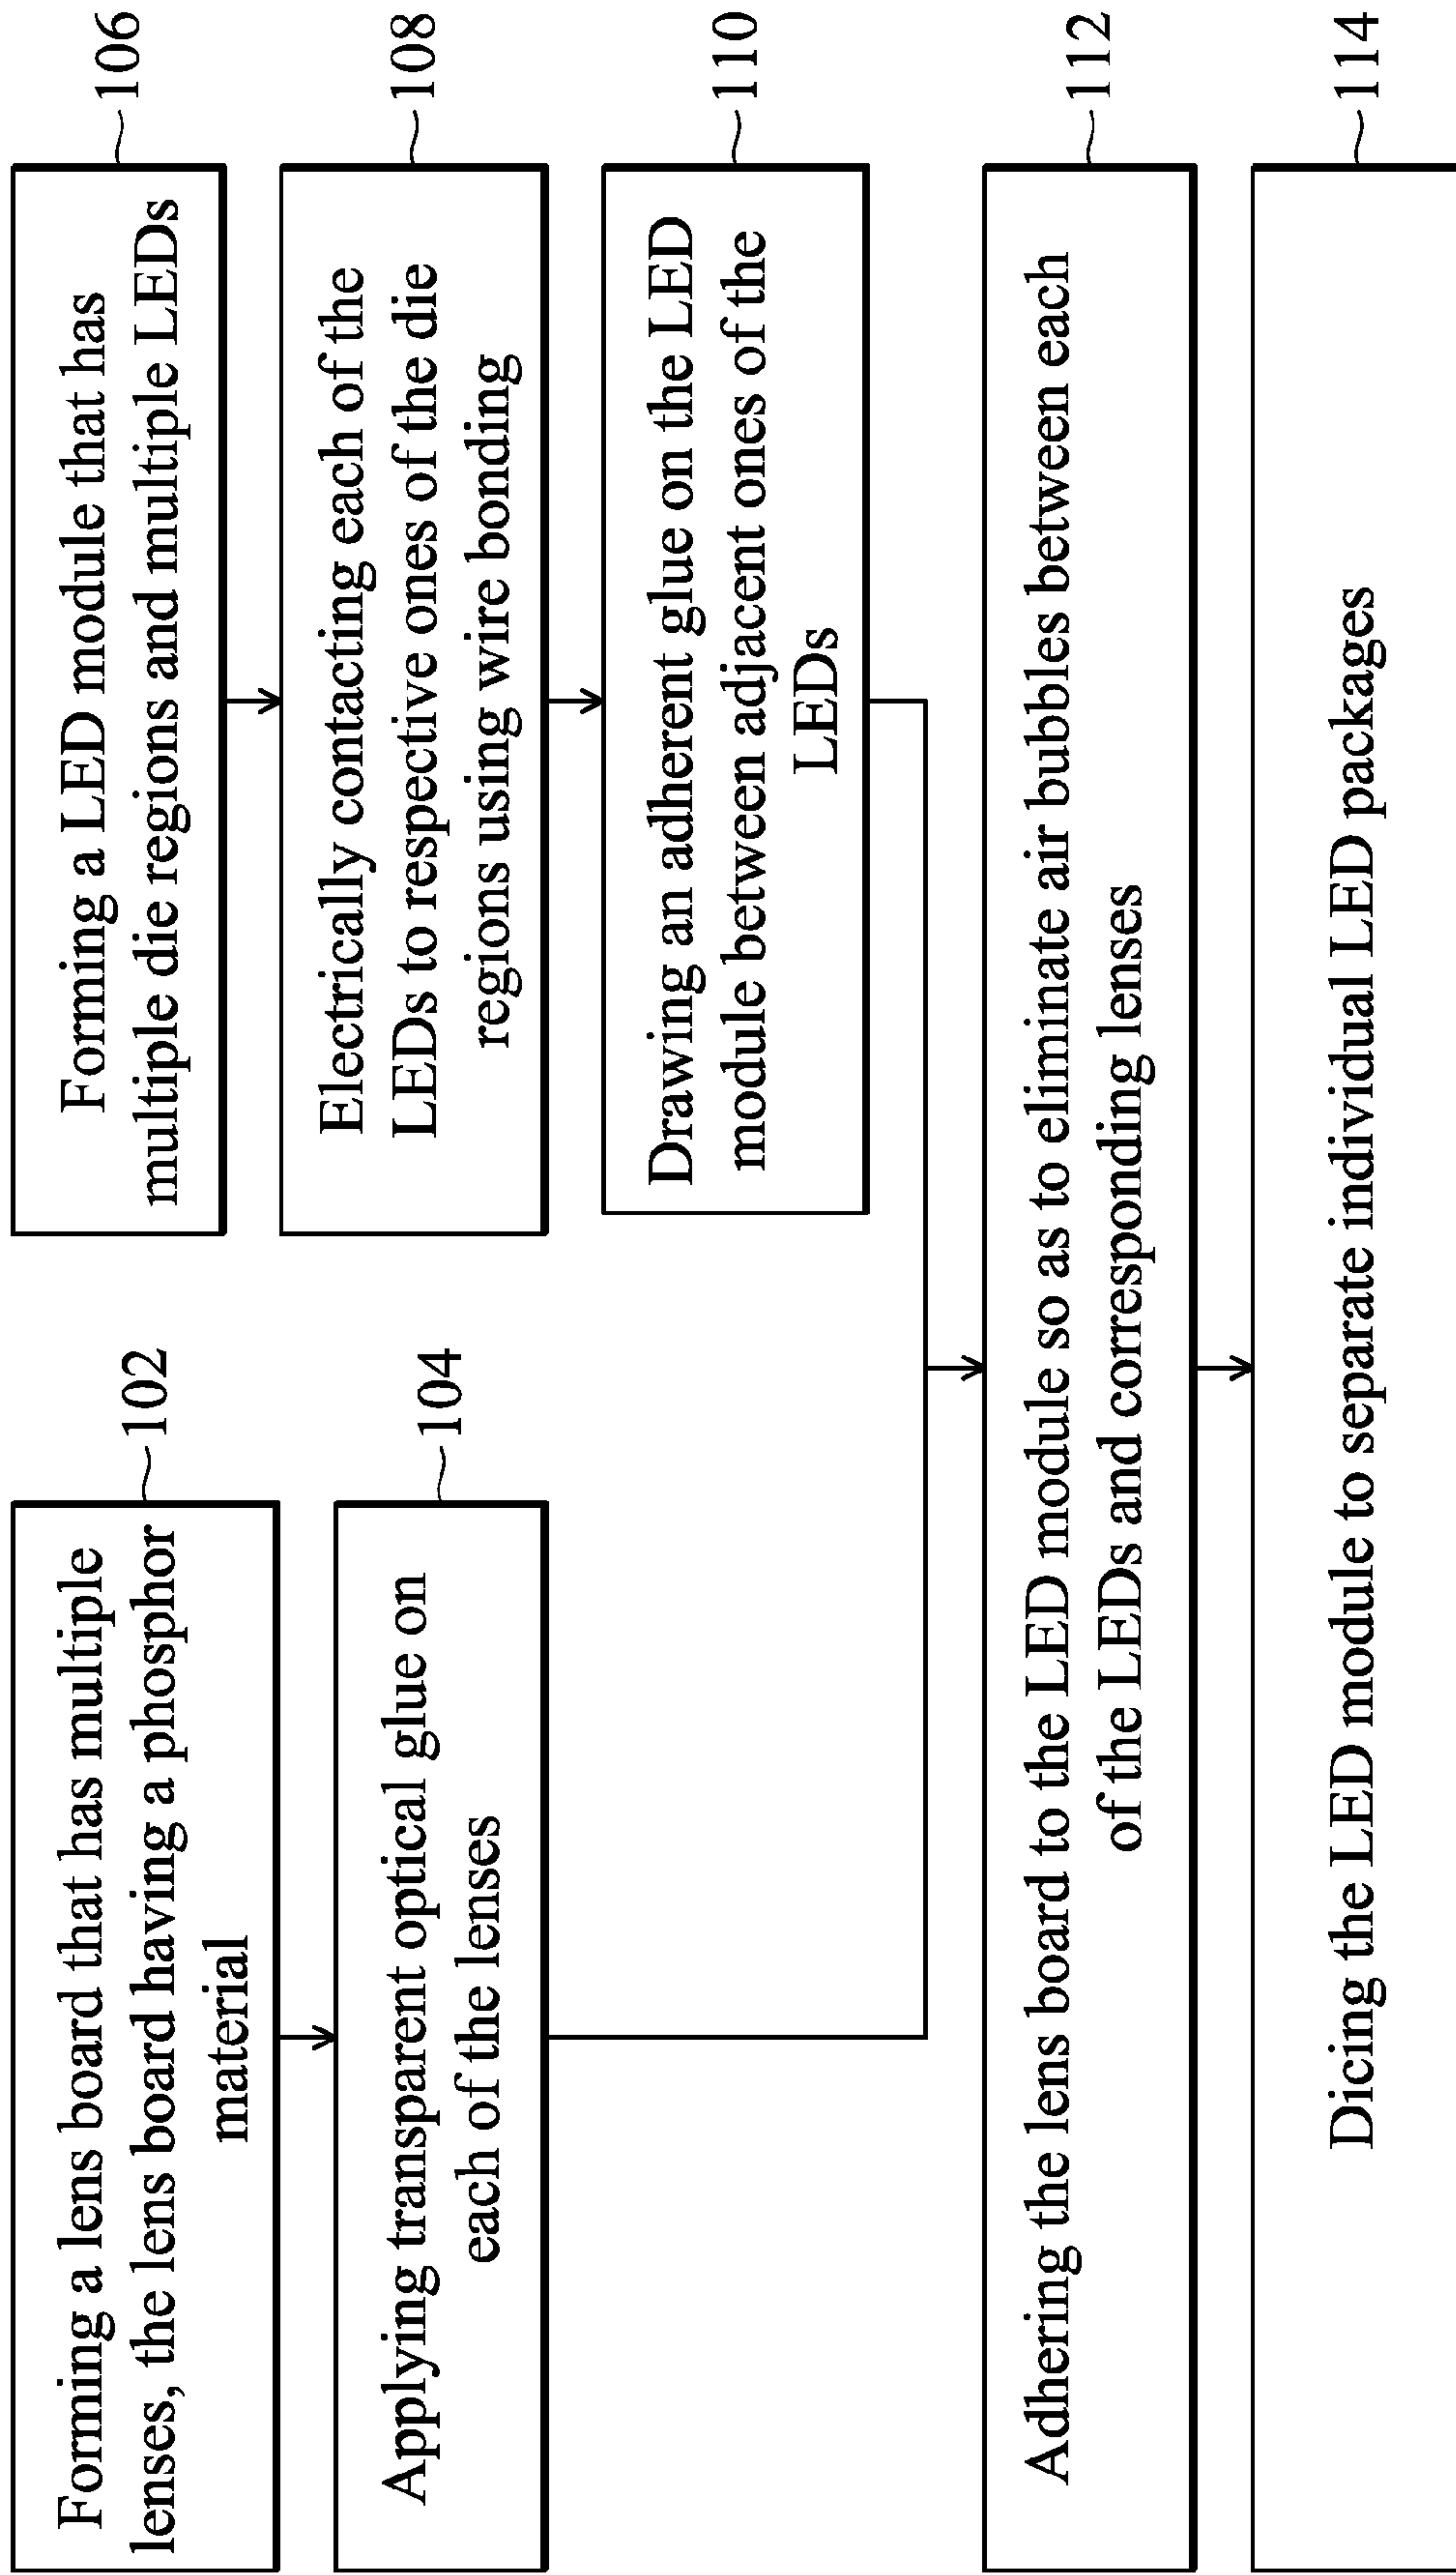 Forming a lens board that has multiple
lenses, the lens board having a phosphor
material
102
Applying transparent optical glue on
each of the lenses
104
Forming a LED module that has
multiple die regions and multiple LEDs
106
Electrically contacting each of the
LEDs to respective ones of the die
regions using wire bonding
108
Drawing an adherent glue on the LED
module between adjacent ones of the
LEDs
110
Adhering the lens board to the LED module so as to eliminate air bubbles between each
of the LEDs and corresponding lenses
112
Dicing the LED module to separate individual LED packages
114